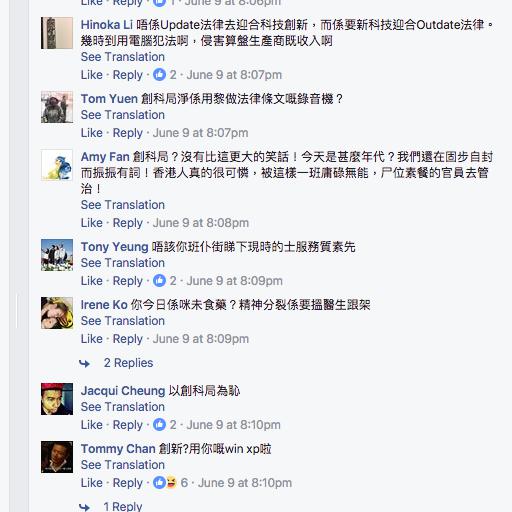 Like · Reply · 1 · June 9 at 8:06pm
Hinoka Li 唔係Update法律去迎合科技創新，而係要新科技迎合Outdate法律。
幾時到用電腦犯法啊，侵害算盤生產商既收入啊
See Translation
Like · Reply · 2 · June 9 at 8:07pm
Tom Yuen 創科局淨係用黎做法律條文嘅錄音機？
See Translation
Like · Reply · June 9 at 8:07pm
Amy Fan 創科局？沒有比這更大的笑話！今天是甚麼年代？我們還在固步自封
而振振有詞！香港人真的很可憐，被這樣一班庸碌無能，尸位素餐的官員去管
治！
See Translation
Like · Reply · June 9 at 8:08pm
Tony Yeung 唔該你班仆街睇下現時的士服務質素先
See Translation
Like · Reply · 2 · June 9 at 8:09pm
Irene Ko 你今日係咪未食藥？精神分裂係要搵醫生跟架
See Translation
Like · Reply · June 9 at 8:09pm
2 Replies
Jacqui Cheung 以創科局為恥
See Translation
Like · Reply · 2 · June 9 at 8:10pm
Tommy Chan 創新?用你嘅win xp啦
See Translation
Like · Reply · 6 · June 9 at 8:10pm
1 Reply